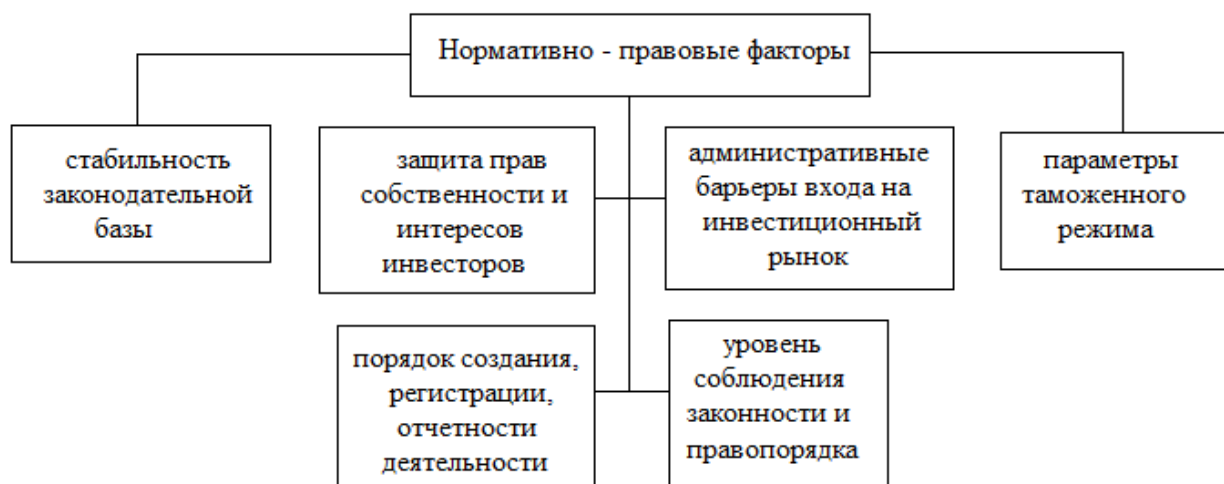 Нормативно - правовые факторы
стабильность
законодательной
базы
защита прав
собственности и
интересов
инвесторов
административные
барьеры входа на
инвестиционный
рынок
параметры
таможенного
режима
порядок создания,
регистрации,
отчетности
деятельности
уровень
соблюдения
законности и
правопорядка